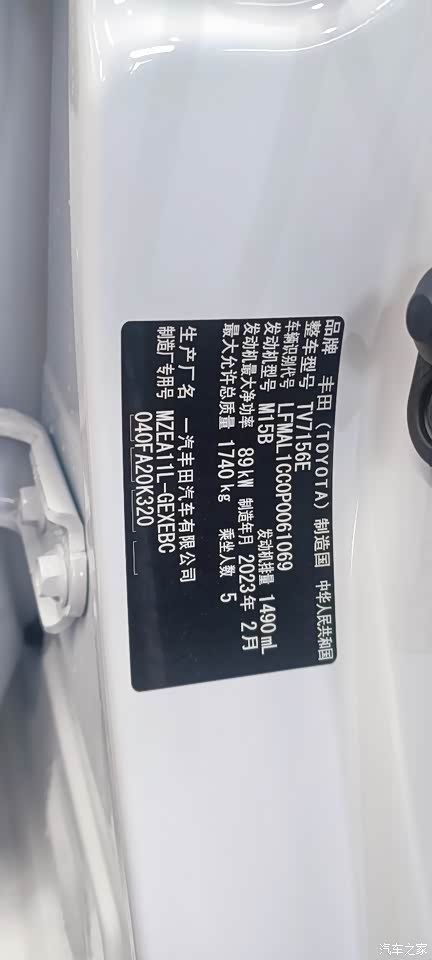 品牌 丰田（TOYOTA）制造国 中华人民共和国
整车型号 TV7156E
车辆识别代号 LFMAL1CC0P0061069
发动机型号 M15B 发动机排量 1490mL
发动机最大净功率 89kW 制造年月 2023年 2月
最大允许总质量 1740kg 乘坐人数 5
生产厂名 一汽丰田汽车有限公司
制造厂专用号 MZEA11L-GEXEBC
040FA20K320
汽车之家